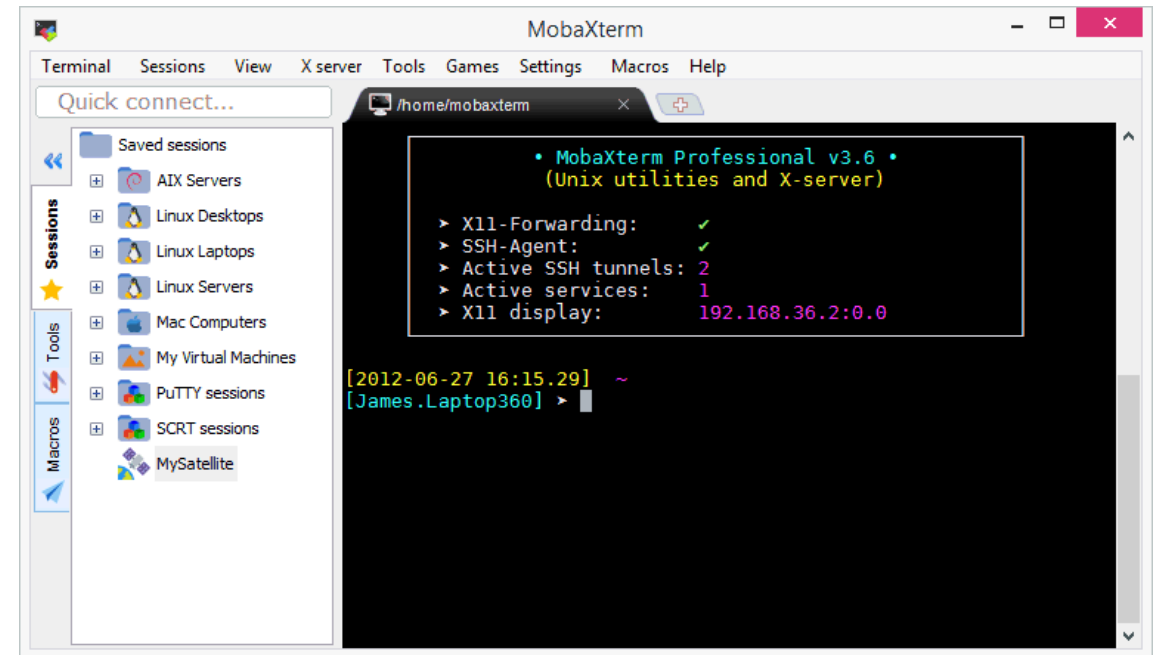 MobaXterm
Terminal Sessions View X server Tools Games Settings Macros Help
Quick connect...
/home/mobaxterm
Saved sessions
AIX Servers
Linux Desktops
Linux Laptops
Linux Servers
Mac Computers
My Virtual Machines
PuTTY sessions
SCRT sessions
MySatellite
Sessions
Tools
Macros
• MobaXterm Professional v3.6 •
(Unix utilities and X-server)
➤ X11-Forwarding: ✔
➤ SSH-Agent: ✔
➤ Active SSH tunnels: 2
➤ Active services: 1
➤ X11 display: 192.168.36.2:0.0
[2012-06-27 16:15.29] ~
[James.Laptop360] ➤